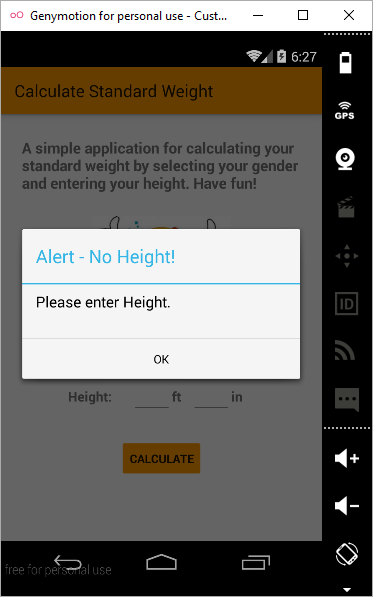 Genymotion for personal use - Cust...
6:27
Calculate Standard Weight
GPS
A simple application for calculating your
standard weight by selecting your gender
and entering your height. Have fun!
Alert - No Height!
Please enter Height.
ID
OK
Height: ft in
CALCULATE
free for personal use